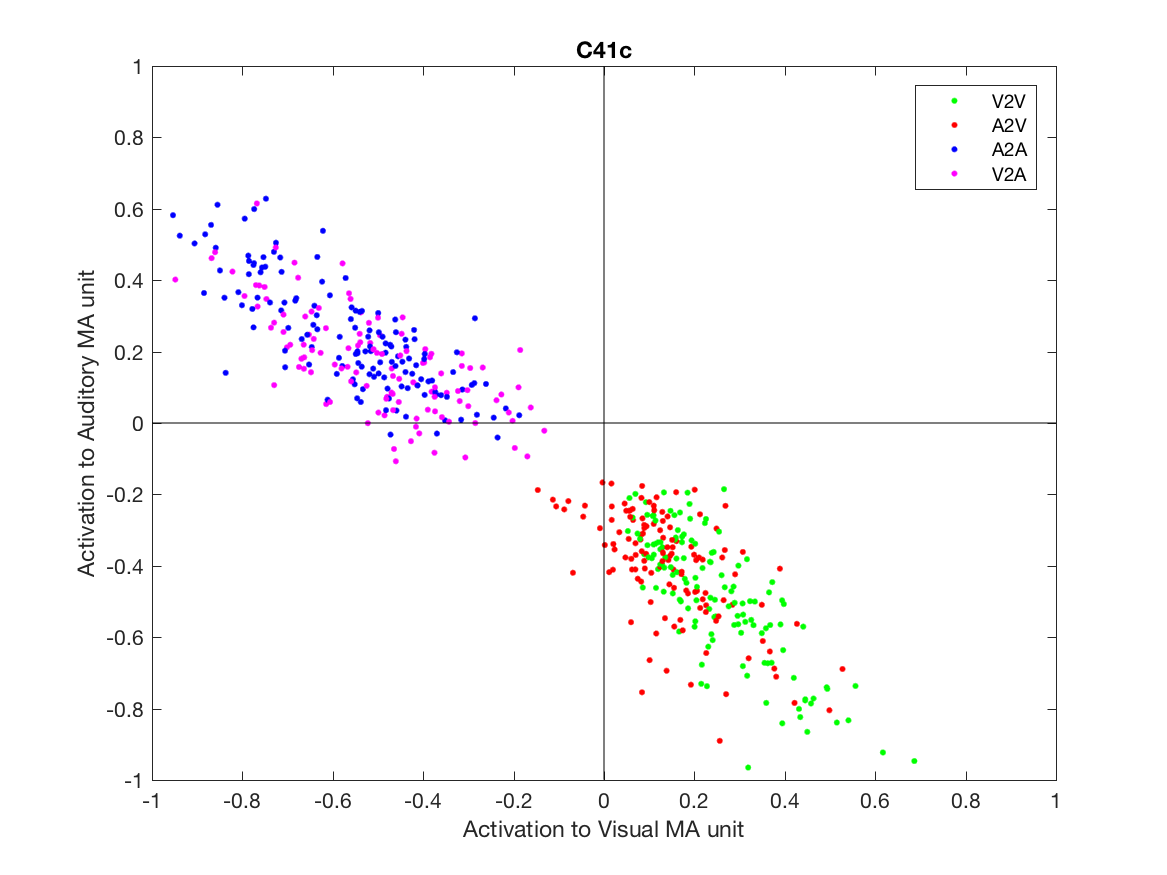 C41c
V2V
A2V
A2A
V2A
1
0.8
0.6
0.4
0.2
0
-0.2
-0.4
-0.6
-0.8
-1
Activation to Auditory MA unit
-1 -0.8 -0.6 -0.4 -0.2 0 0.2 0.4 0.6 0.8 1
Activation to Visual MA unit